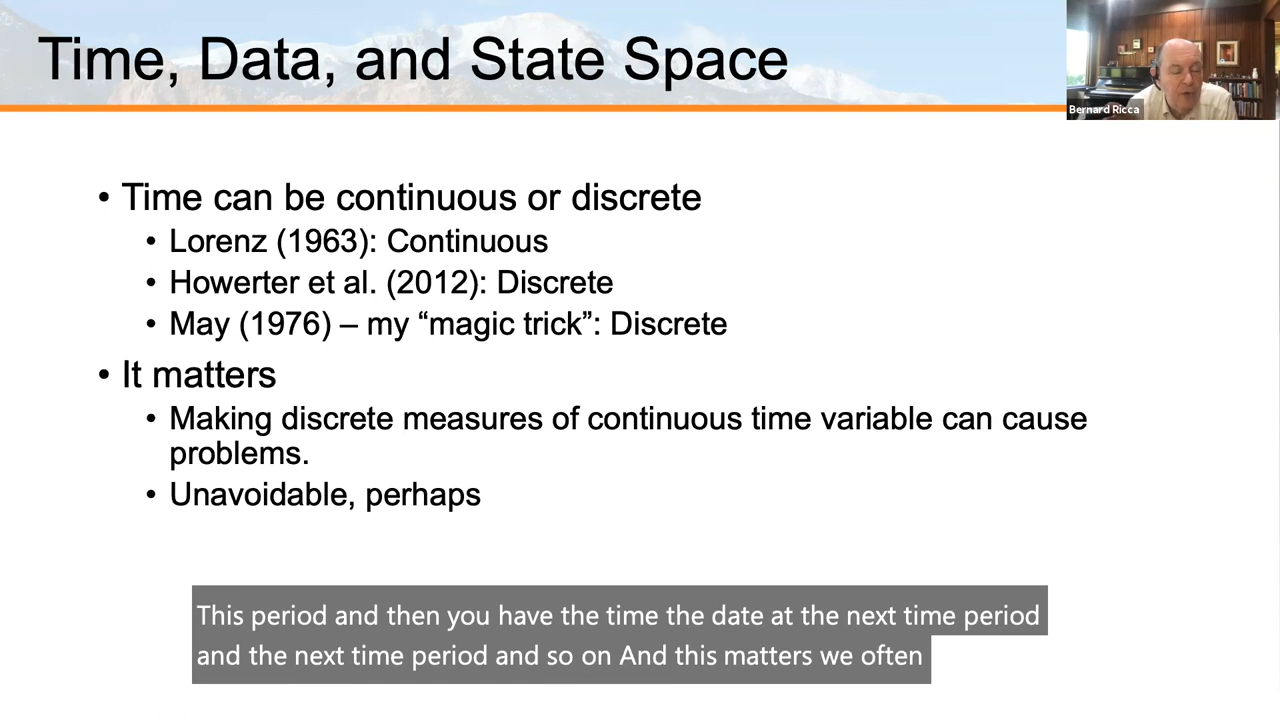 Time, Data, and State Space
Bernard Ricca
• Time can be continuous or discrete
• Lorenz (1963): Continuous
• Howerter et al. (2012): Discrete
• May (1976) – my “magic trick”: Discrete
• It matters
• Making discrete measures of continuous time variable can cause
problems.
• Unavoidable, perhaps
This period and then you have the time the date at the next time period
and the next time period and so on And this matters we often